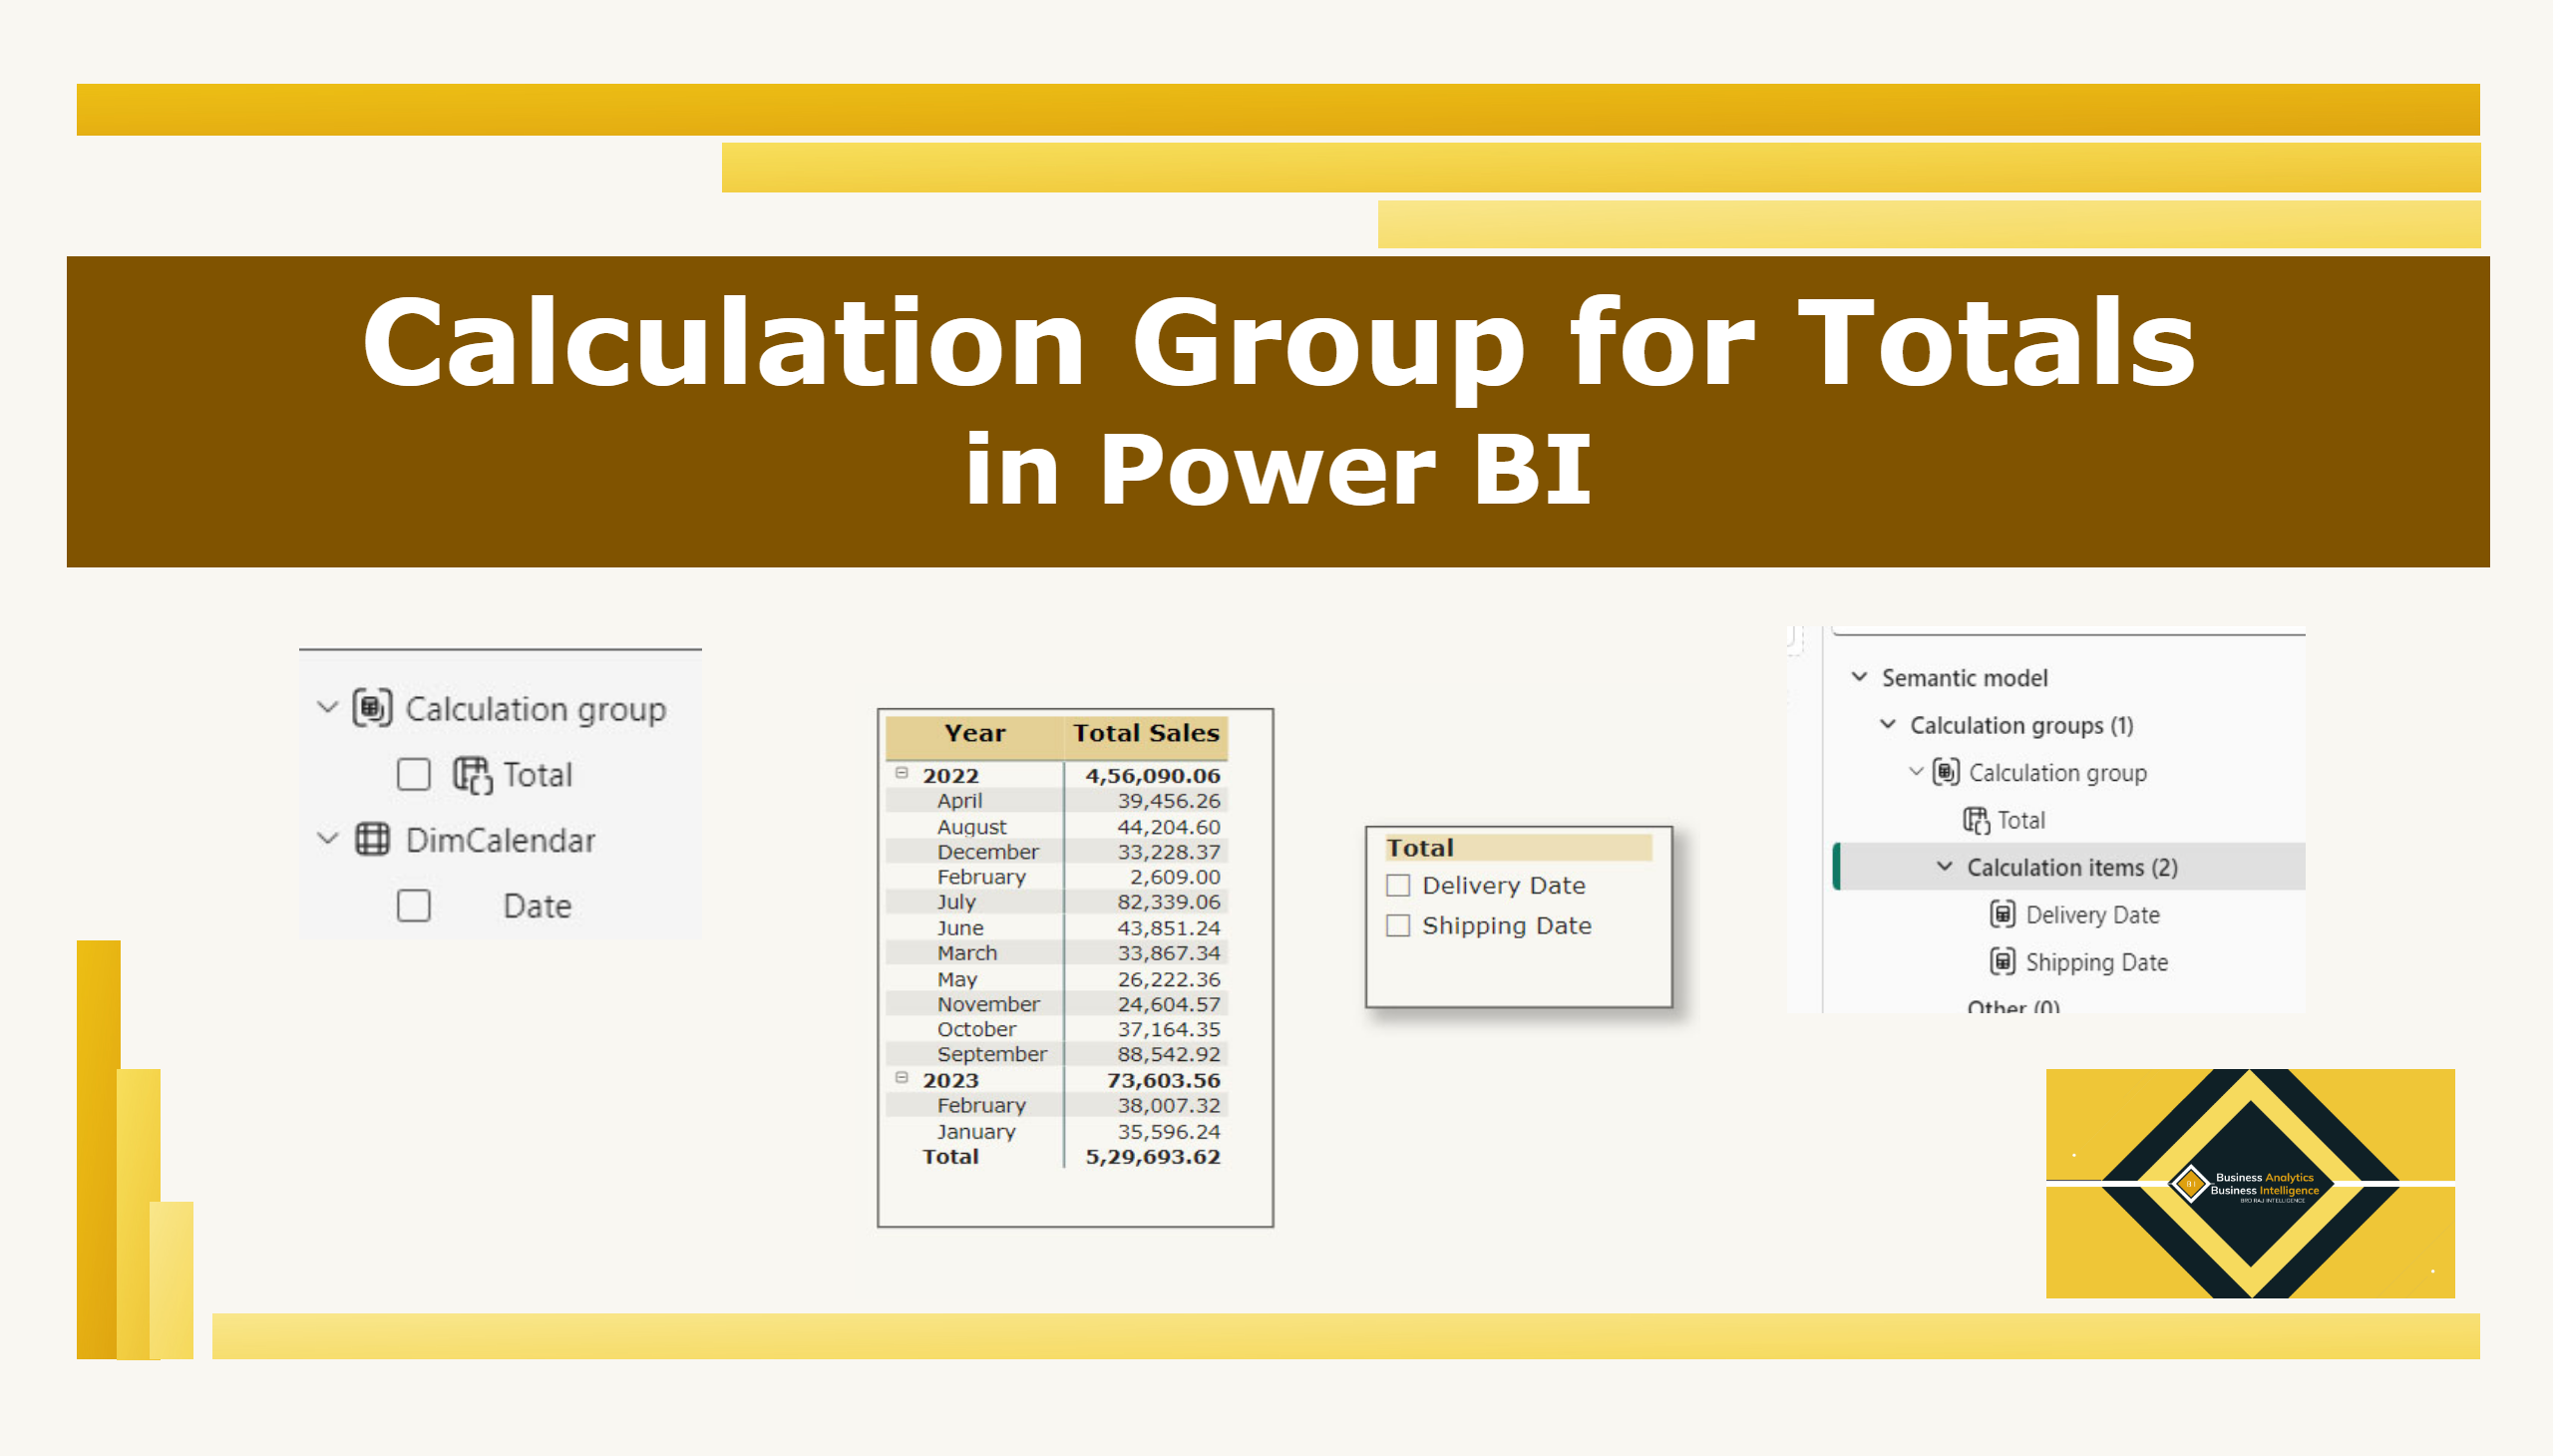 Calculation Group for Totals
in Power BI
Calculation group
Total
DimCalendar
Date
Year Total Sales
2022 4,56,090.06
April 39,456.26
August 44,204.60
December 33,228.37
February 2,609.00
July 82,339.06
June 43,851.24
March 33,867.34
May 26,222.36
November 24,604.57
October 37,164.35
September 88,542.92
2023 73,603.56
February 38,007.32
January 35,596.24
Total 5,29,693.62
Total
Delivery Date
Shipping Date
Semantic model
Calculation groups (1)
Calculation group
Total
Calculation items (2)
Delivery Date
Shipping Date
Other (0)
Business Analytics
Business Intelligence